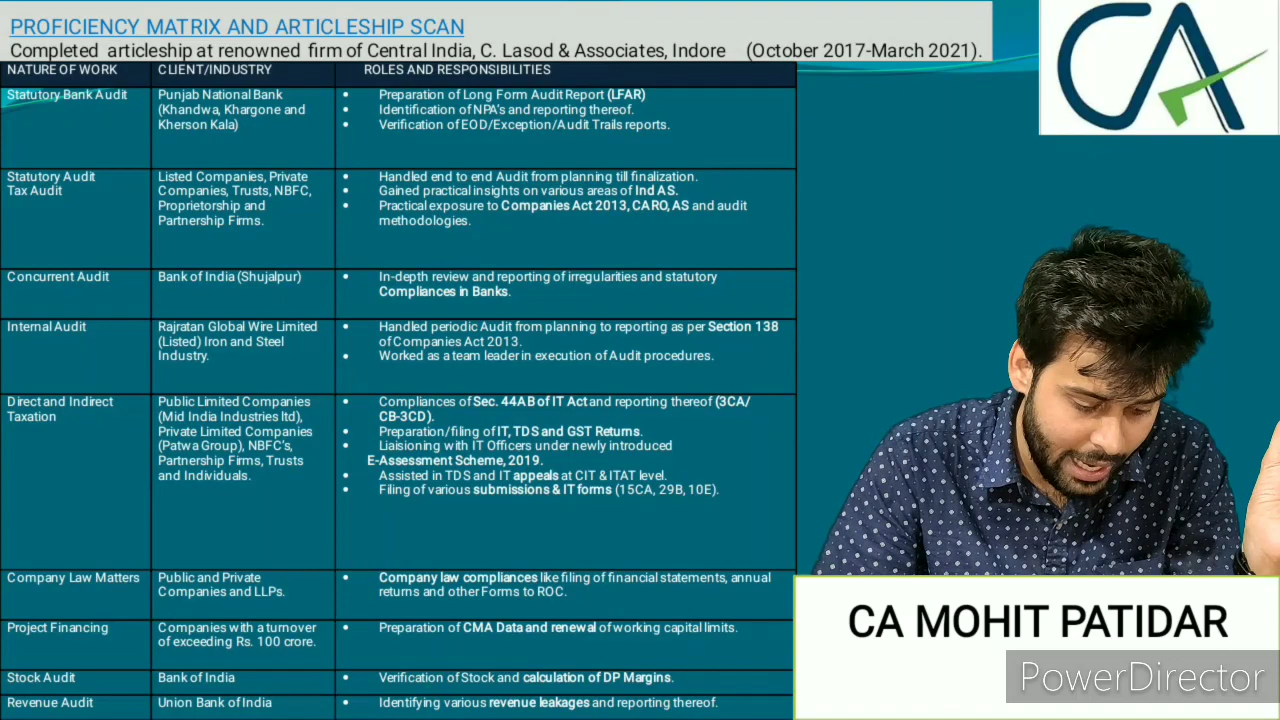 PROFICIENCY MATRIX AND ARTICLESHIP SCAN
Completed articleship at renowned firm of Central India, C. Lasod & Associates, Indore (October 2017-March 2021).
NATURE OF WORK CLIENT/INDUSTRY ROLES AND RESPONSIBILITIES
Statutory Bank Audit
Punjab National Bank
(Khandwa, Khargone and
Kherson Kala)
• Preparation of Long Form Audit Report (LFAR)
• Identification of NPA's and reporting thereof.
• Verification of EOD/Exception/Audit Trails reports.
Statutory Audit
Tax Audit
Listed Companies, Private
Companies, Trusts, NBFC,
Proprietorship and
Partnership Firms.
• Handled end to end Audit from planning till finalization.
• Gained practical insights on various areas of Ind AS.
• Practical exposure to Companies Act 2013, CARO, AS and audit
methodologies.
Concurrent Audit
Bank of India (Shujalpur)
• In-depth review and reporting of irregularities and statutory
Compliances in Banks.
Internal Audit
Rajratan Global Wire Limited
(Listed) Iron and Steel
Industry.
• Handled periodic Audit from planning to reporting as per Section 138
of Companies Act 2013.
• Worked as a team leader in execution of Audit procedures.
Direct and Indirect
Taxation
Public Limited Companies
(Mid India Industries ltd),
Private Limited Companies
(Patwa Group), NBFC's,
Partnership Firms, Trusts
and Individuals.
• Compliances of Sec. 44AB of IT Act and reporting thereof (3CA/
CB-3CD).
• Preparation/filing of IT, TDS and GST Returns.
• Liaisioning with IT Officers under newly introduced
E-Assessment Scheme, 2019.
• Assisted in TDS and IT appeals at CIT & ITAT level.
• Filing of various submissions & IT forms (15CA, 29B, 10E).
Company Law Matters
Public and Private
Companies and LLPs.
• Company law compliances like filing of financial statements, annual
returns and other Forms to ROC.
Project Financing
Companies with a turnover
of exceeding Rs. 100 crore.
• Preparation of CMA Data and renewal of working capital limits.
Stock Audit
Bank of India
• Verification of Stock and calculation of DP Margins.
Revenue Audit
Union Bank of India
• Identifying various revenue leakages and reporting thereof.
CA
CA MOHIT PATIDAR
PowerDirector